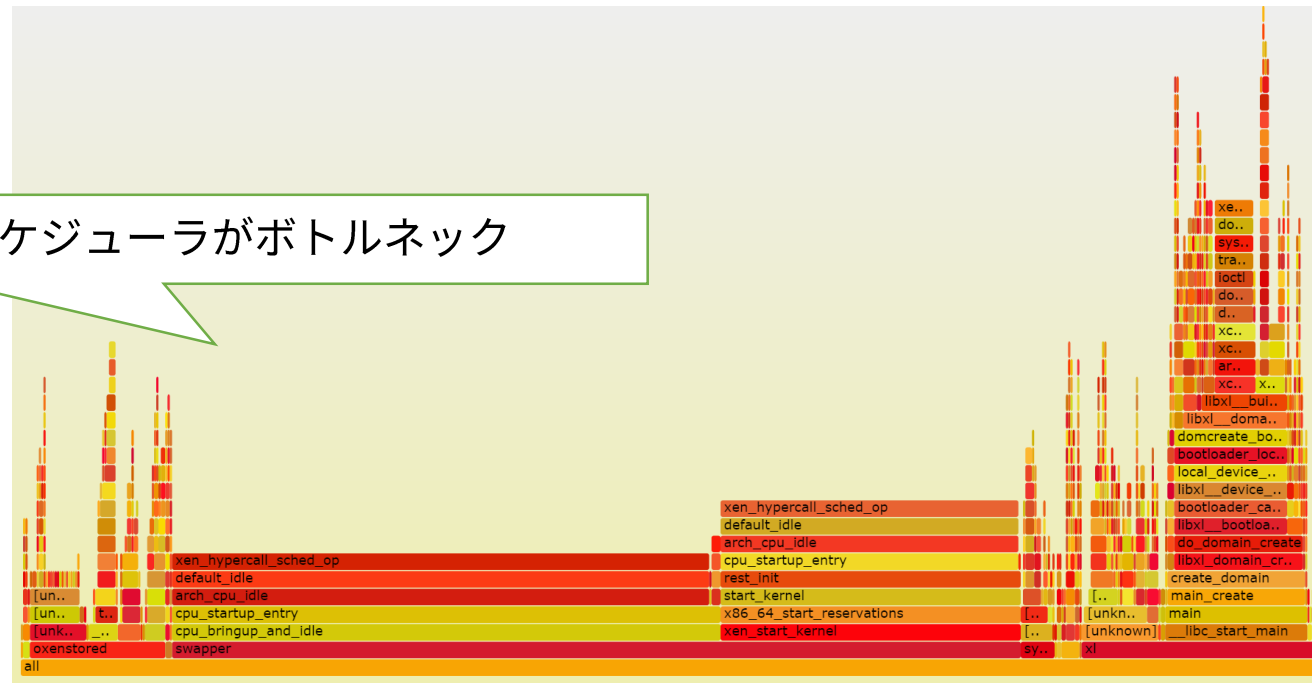 ケジューラがボトルネック
xe..
do..
sys..
tra..
ioctl
do..
d..
xc..
xc..
ar..
xc.. x..
libxl__bui..
libxl__doma..
domcreate_bo..
bootloader_loc..
local_device_..
libxl__device_..
xen_hypercall_sched_op bootloader_ca..
default_idle libxl__bootloa..
arch_cpu_idle do_domain_create
xen_hypercall_sched_op cpu_startup_entry libxl_domain_cr..
default_idle rest_init create_domain
[un.. arch_cpu_idle start_kernel [.. main_create
[un.. t.. cpu_startup_entry x86_64_start_reservations [.. [unkn.. main
[unk.. _.. cpu_bringup_and_idle xen_start_kernel [.. [unknown] __libc_start_main
oxenstored swapper sy.. xl
all